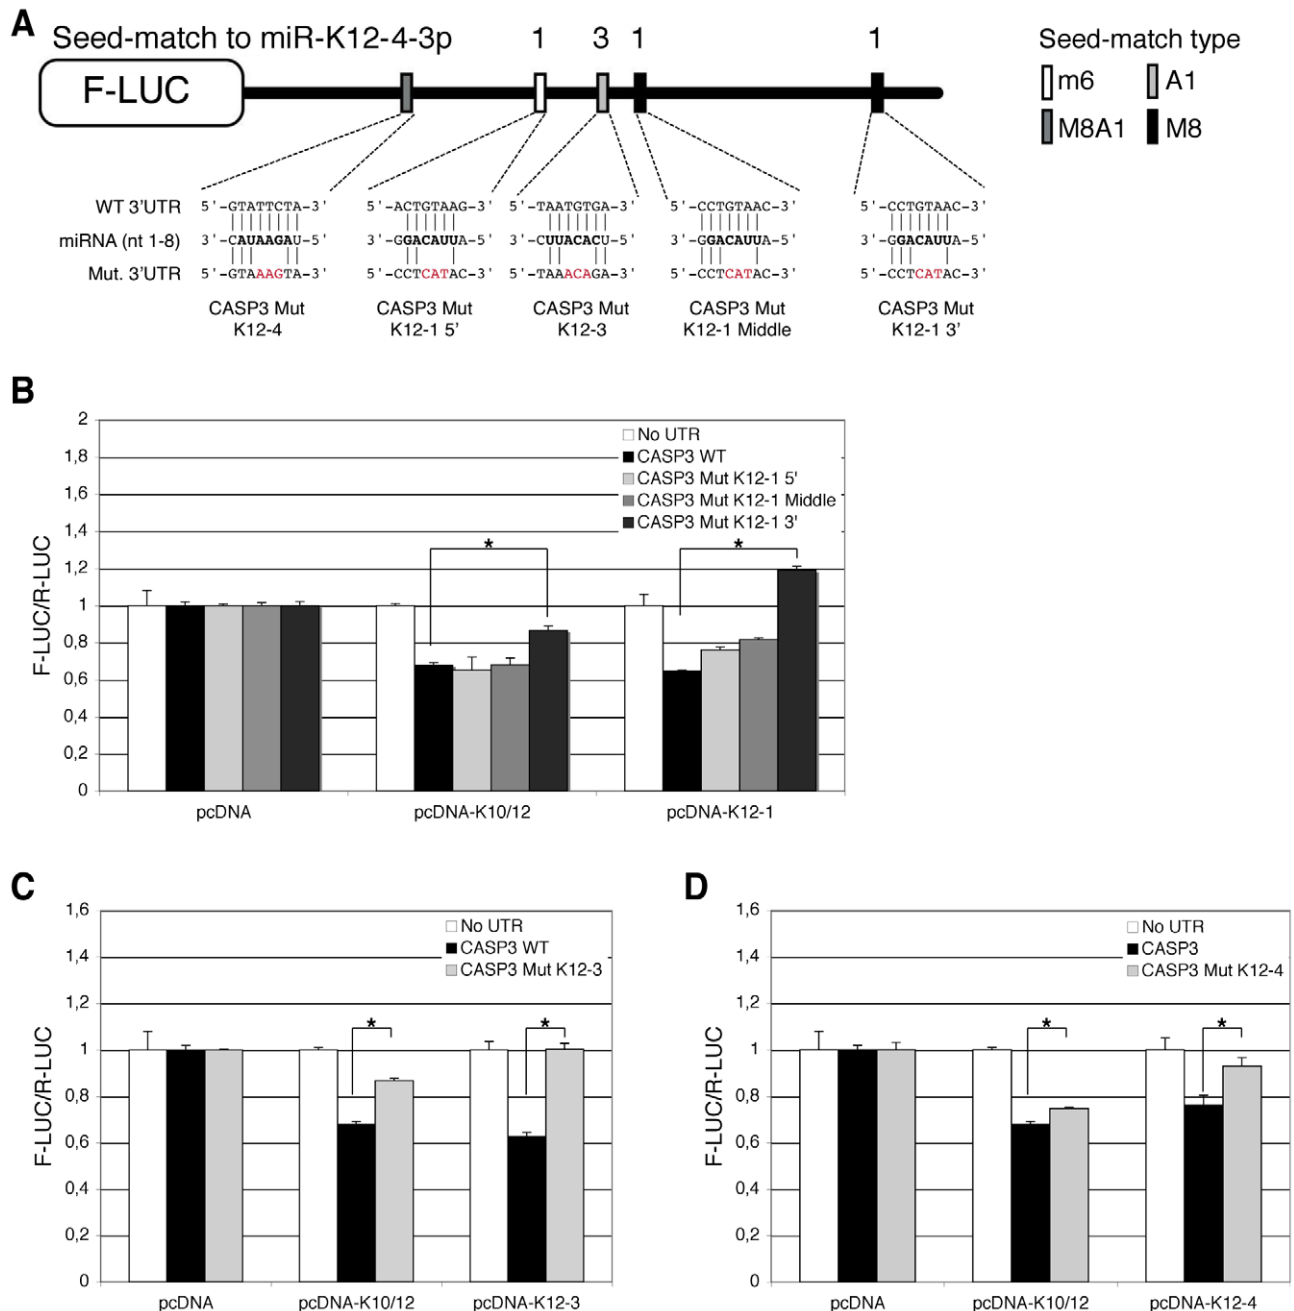 A
Seed-match to miR-K12-4-3p 1 3 1 1
Seed-match type
F-LUC
m6 A1
M8A1 M8
WT 3'UTR 5'-GTATTCTA-3' 5'-ACTGTAAG-3' 5'-TAATGTGA-3' 5'-CCTGTAAC-3' 5'-CCTGTAAC-3'
miRNA (nt 1-8) 3'-CAUAAGAU-5' 3'-GGACAUUA-5' 3'-CUUACACU-5' 3'-GGACAUUA-5' 3'-GGACAUUA-5'
Mut. 3'UTR 5'-GTAAAGTA-3' 5'-CCTCATAC-3' 5'-TAAACAGA-3' 5'-CCTCATAC-3' 5'-CCTCATAC-3'
CASP3 Mut CASP3 Mut CASP3 Mut CASP3 Mut CASP3 Mut
K12-4 K12-1 5' K12-3 K12-1 Middle K12-1 3'
B
2
1,8
1,6
1,4
1,2
1
0,8
0,6
0,4
0,2
0
F-LUC/R-LUC
No UTR
CASP3 WT
CASP3 Mut K12-1 5'
CASP3 Mut K12-1 Middle
CASP3 Mut K12-1 3'
* *
pcDNA pcDNA-K10/12 pcDNA-K12-1
C
1,6
1,4
1,2
1
0,8
0,6
0,4
0,2
0
F-LUC/R-LUC
No UTR
CASP3 WT
CASP3 Mut K12-3
* *
pcDNA pcDNA-K10/12 pcDNA-K12-3
D
1,6
1,4
1,2
1
0,8
0,6
0,4
0,2
0
F-LUC/R-LUC
No UTR
CASP3
CASP3 Mut K12-4
* *
pcDNA pcDNA-K10/12 pcDNA-K12-4